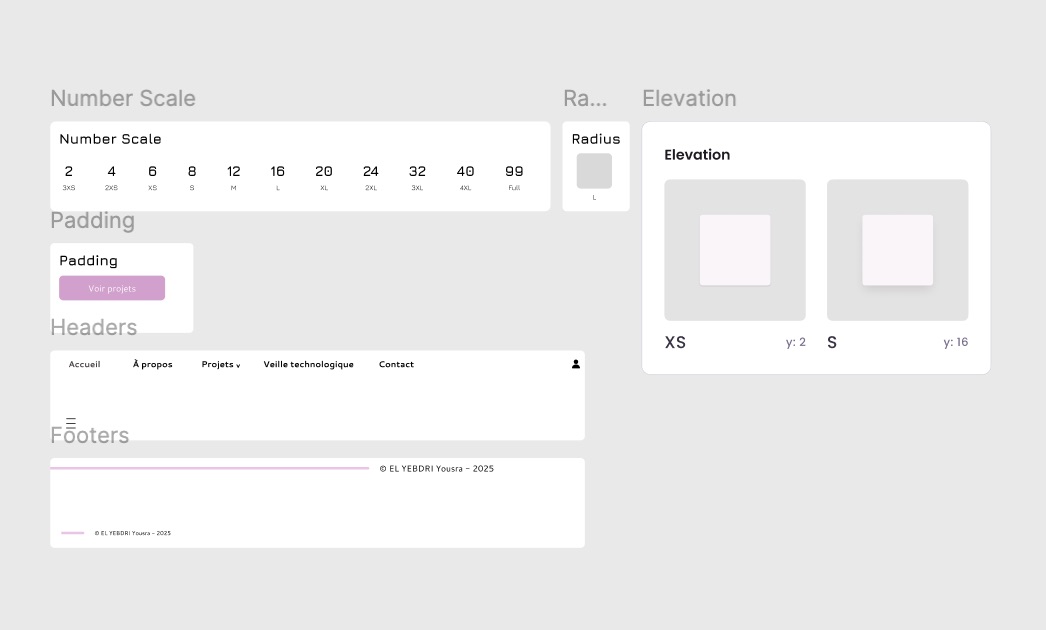 Number Scale
Number Scale
2 4 6 8 12 16 20 24 32 40 99
3XS 2XS XS S M L XL 2XL 3XL 4XL Full
Ra...
Radius
L
Elevation
Elevation
XS y: 2 S y: 16
Padding
Padding
Voir projets
Headers
Accueil À propos Projets v Veille technologique Contact
Footers
© EL YEBDRI Yousra - 2025
© EL YEBDRI Yousra - 2025